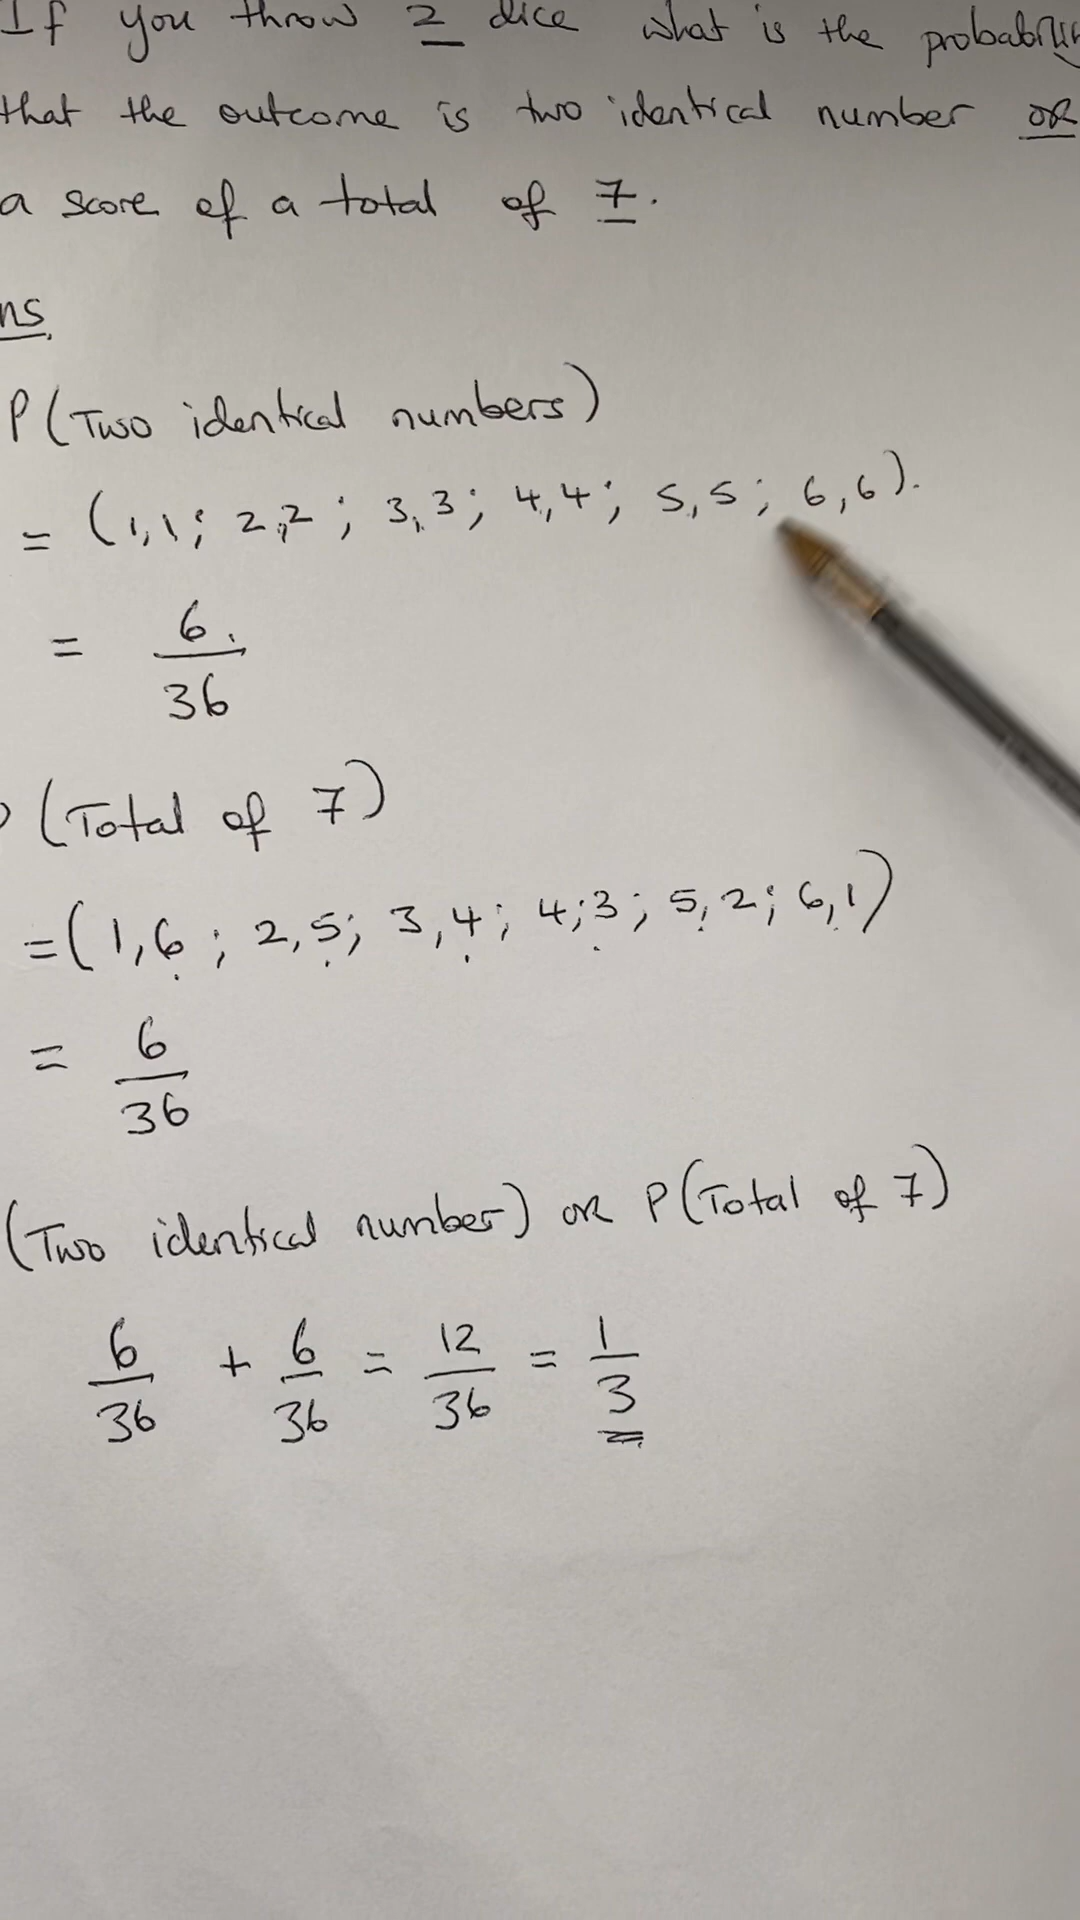 If you throw 2 dice what is the probability
that the outcome is two identical number OR
a score of a total of 7.
ns.
P(Two identical numbers)
= (1,1; 2,2; 3,3; 4,4; 5,5; 6,6).
= 6/36
(Total of 7)
=(1,6; 2,5; 3,4; 4;3; 5,2; 6,1)
= 6/36
(Two identical number) OR P(Total of 7)
6/36 + 6/36 = 12/36 = 1/3